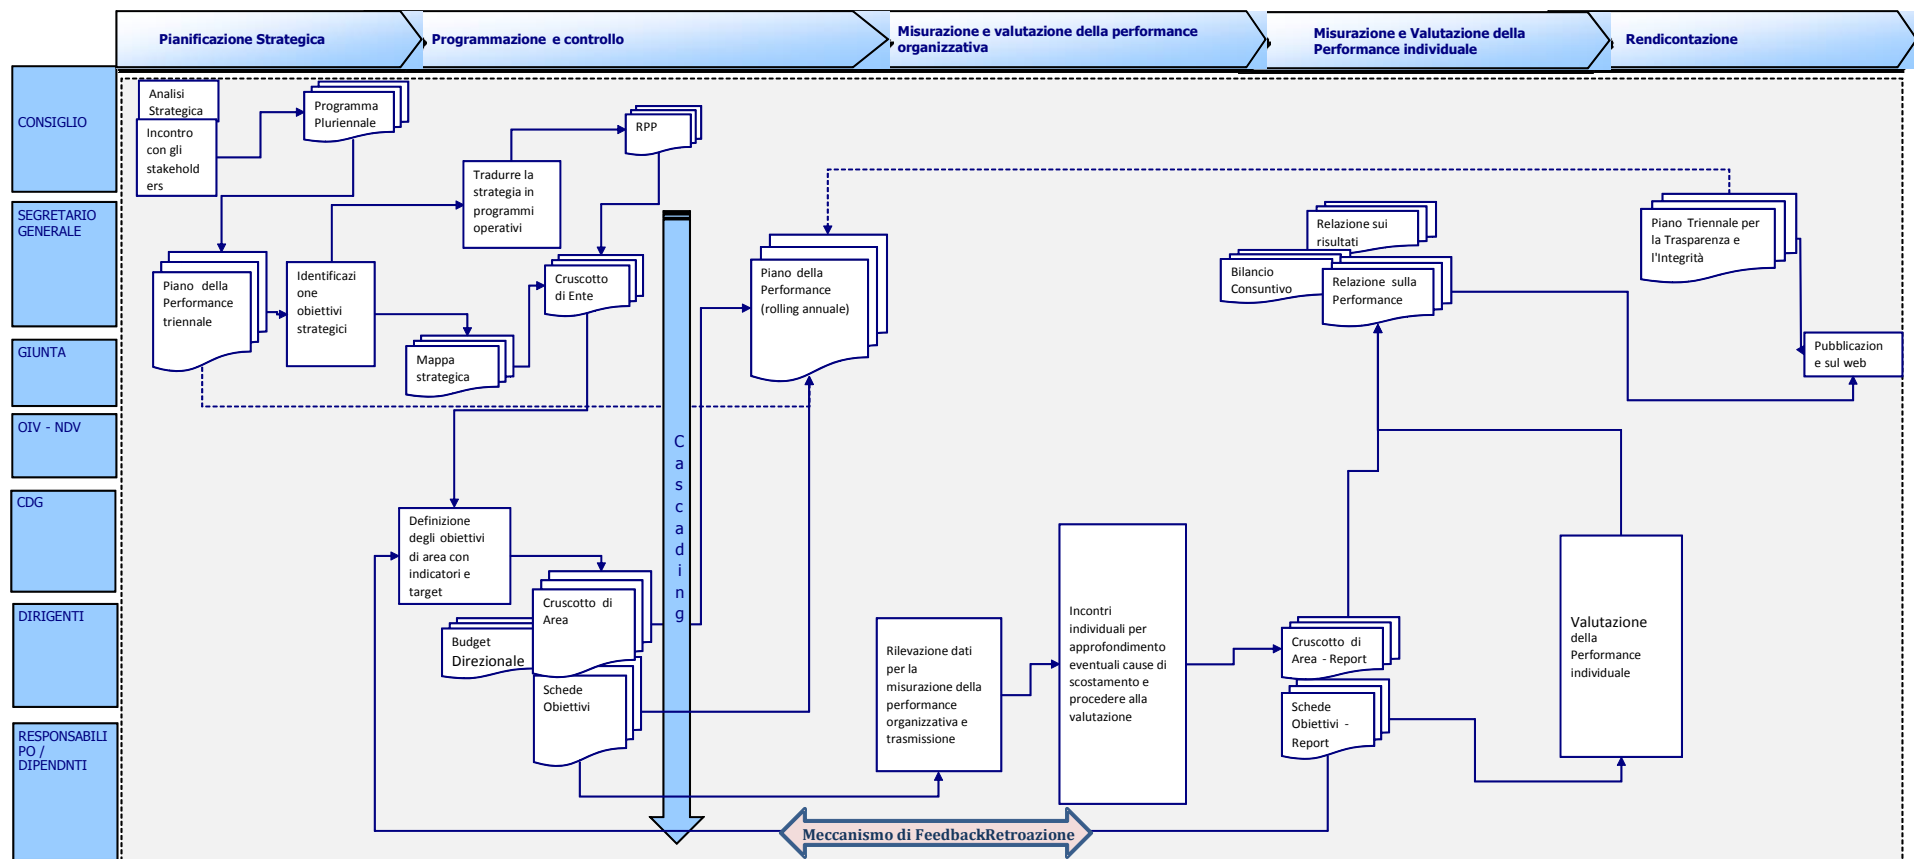 Pianificazione Strategica
Programmazione e controllo
Misurazione e valutazione della performance
organizzativa
Misurazione e Valutazione della
Performance individuale
Rendicontazione
CONSIGLIO
SEGRETARIO
GENERALE
GIUNTA
OIV - NDV
CDG
DIRIGENTI
RESPONSABILI
PO /
DIPENDNTI
Analisi
Strategica
Incontro
con gli
stakehold
ers
Programma
Pluriennale
RPP
Tradurre la
strategia in
programmi
operativi
Piano della
Performance
triennale
Identificazi
one
obiettivi
strategici
Mappa
strategica
Cruscotto
di Ente
Piano della
Performance
(rolling annuale)
Relazione sui
risultati
Bilancio
Consuntivo
Relazione sulla
Performance
Piano Triennale per
la Trasparenza e
l'Integrità
Pubblicazion
e sul web
Cascading
Definizione
degli obiettivi
di area con
indicatori e
target
Cruscotto di
Area
Budget
Direzionale
Schede
Obiettivi
Rilevazione dati
per la
misurazione della
performance
organizzativa e
trasmissione
Incontri
individuali per
approfondimento
eventuali cause di
scostamento e
procedere alla
valutazione
Cruscotto di
Area - Report
Schede
Obiettivi -
Report
Valutazione
della
Performance
individuale
Meccanismo di FeedbackRetroazione